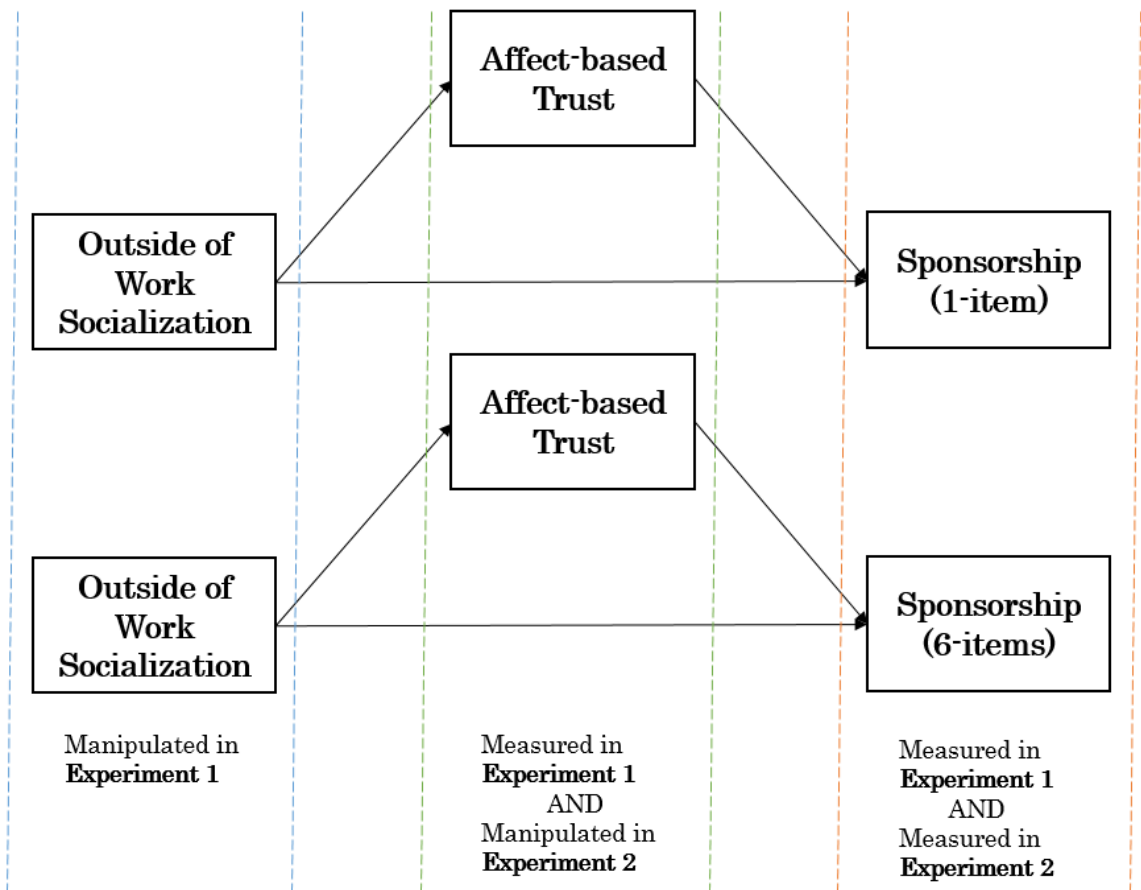 Affect-based
Trust
Outside of
Work
Socialization
Sponsorship
(1-item)
Affect-based
Trust
Outside of
Work
Socialization
Sponsorship
(6-items)
Manipulated in
Experiment 1
Measured in
Experiment 1
AND
Manipulated in
Experiment 2
Measured in
Experiment 1
AND
Measured in
Experiment 2